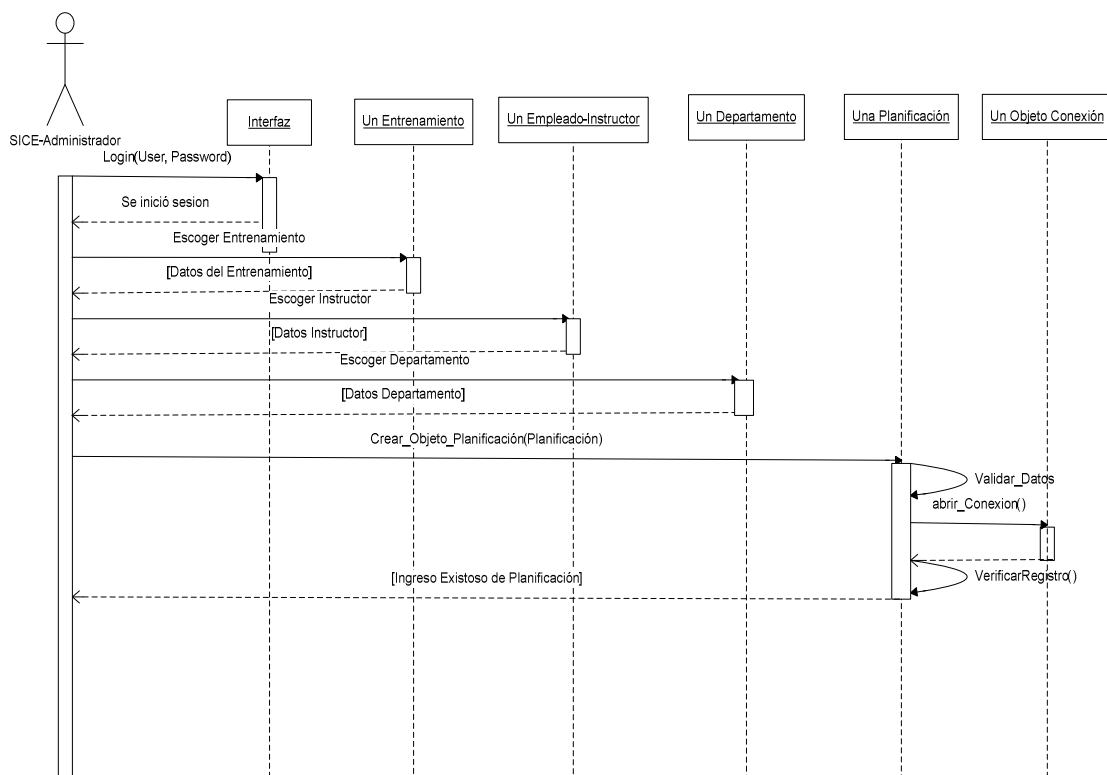 SICE-Administrador
Interfaz
Un Entrenamiento
Un Empleado-Instructor
Un Departamento
Una Planificación
Un Objeto Conexión
Login(User, Password)
Se inició sesion
Escoger Entrenamiento
[Datos del Entrenamiento]
Escoger Instructor
[Datos Instructor]
Escoger Departamento
[Datos Departamento]
Crear_Objeto_Planificación(Planificación)
Validar_Datos
abrir_Conexion()
[Ingreso Existoso de Planificación]
VerificarRegistro()